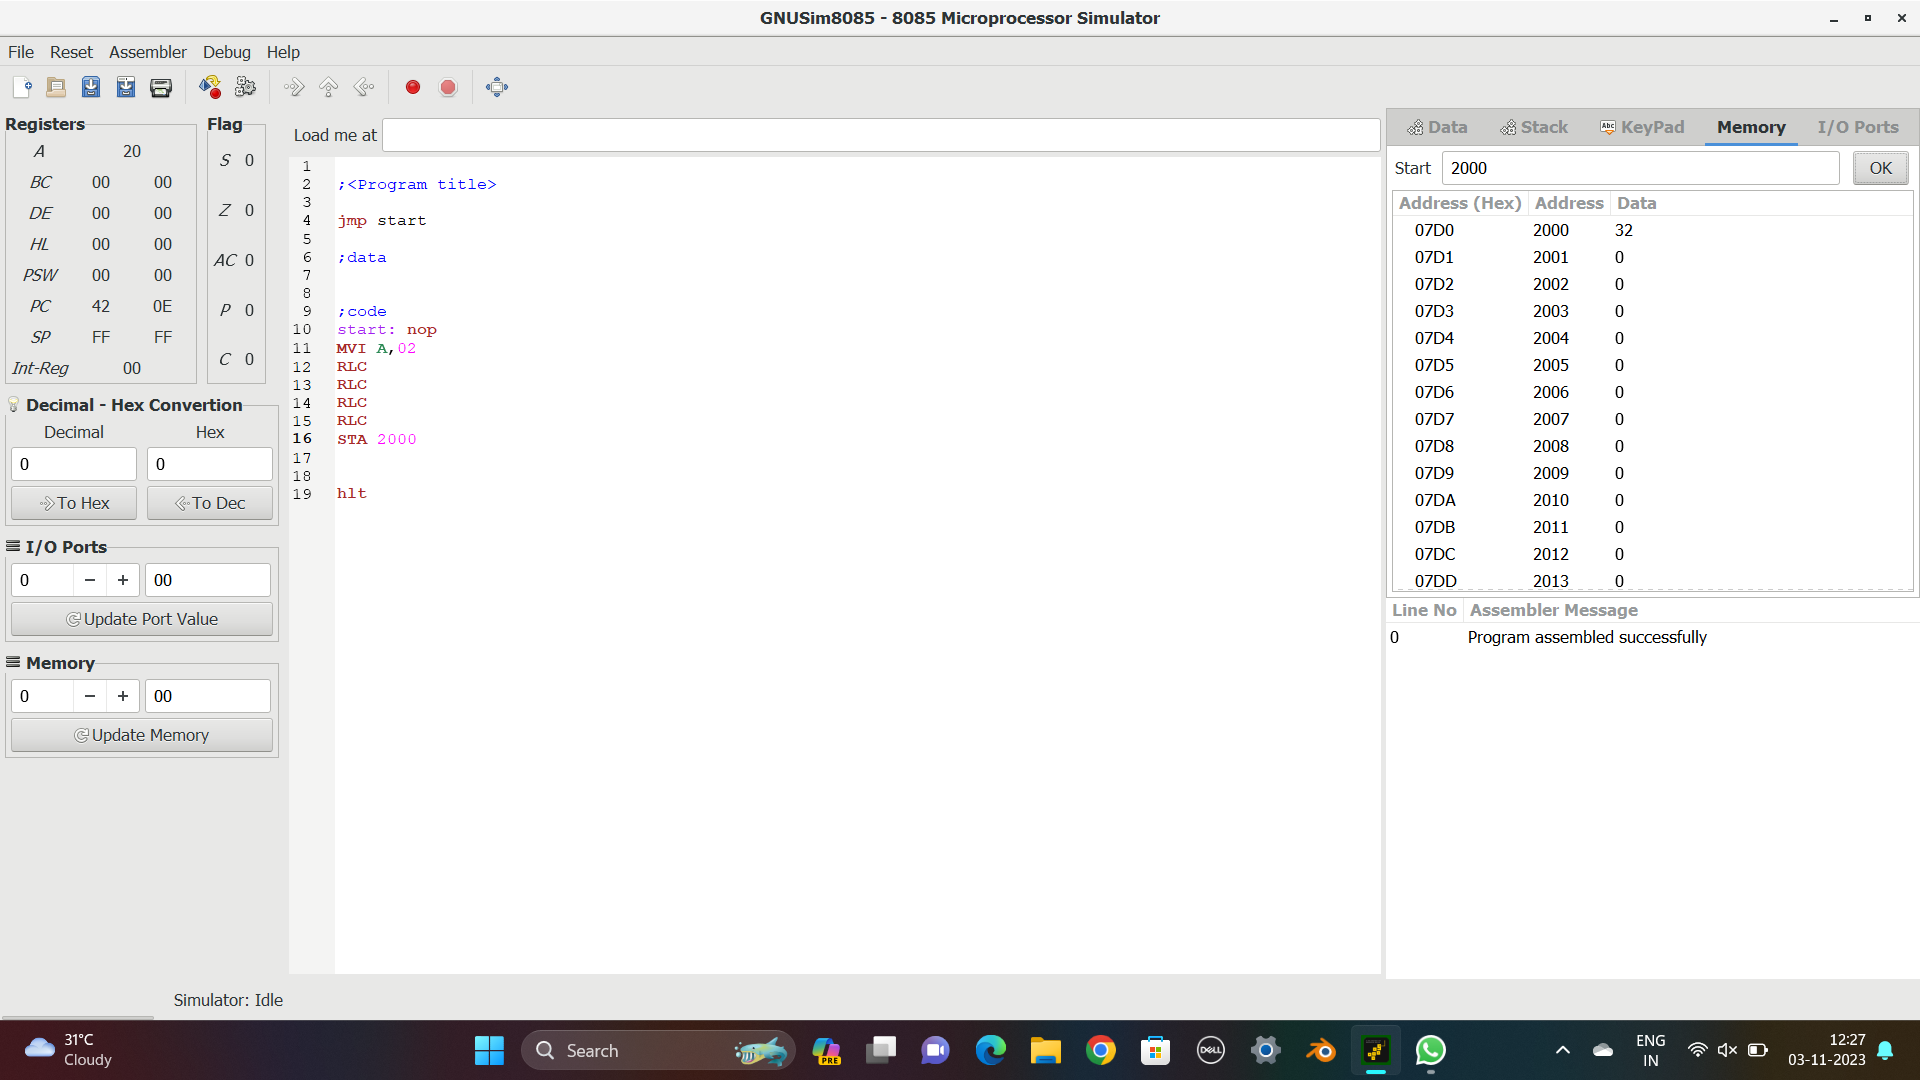 GNUSim8085 - 8085 Microprocessor Simulator
File Reset Assembler Debug Help
Registers
A 20
BC 00 00
DE 00 00
HL 00 00
PSW 00 00
PC 42 0E
SP FF FF
Int-Reg 00
Flag
S 0
Z 0
AC 0
P 0
C 0
Decimal - Hex Convertion
Decimal Hex
0 0
To Hex To Dec
I/O Ports
0 − + 00
Update Port Value
Memory
0 − + 00
Update Memory
Load me at
1
2 ;<Program title>
3
4 jmp start
5
6 ;data
7
8
9 ;code
10 start: nop
11 MVI A,02
12 RLC
13 RLC
14 RLC
15 RLC
16 STA 2000
17
18
19 hlt
Data Stack Abc KeyPad Memory I/O Ports
Start 2000 OK
Address (Hex) Address Data
07D0 2000 32
07D1 2001 0
07D2 2002 0
07D3 2003 0
07D4 2004 0
07D5 2005 0
07D6 2006 0
07D7 2007 0
07D8 2008 0
07D9 2009 0
07DA 2010 0
07DB 2011 0
07DC 2012 0
07DD 2013 0
Line No Assembler Message
0 Program assembled successfully
Simulator: Idle
31°C
Cloudy
Search
PRE
DELL
ENG
IN
12:27
03-11-2023